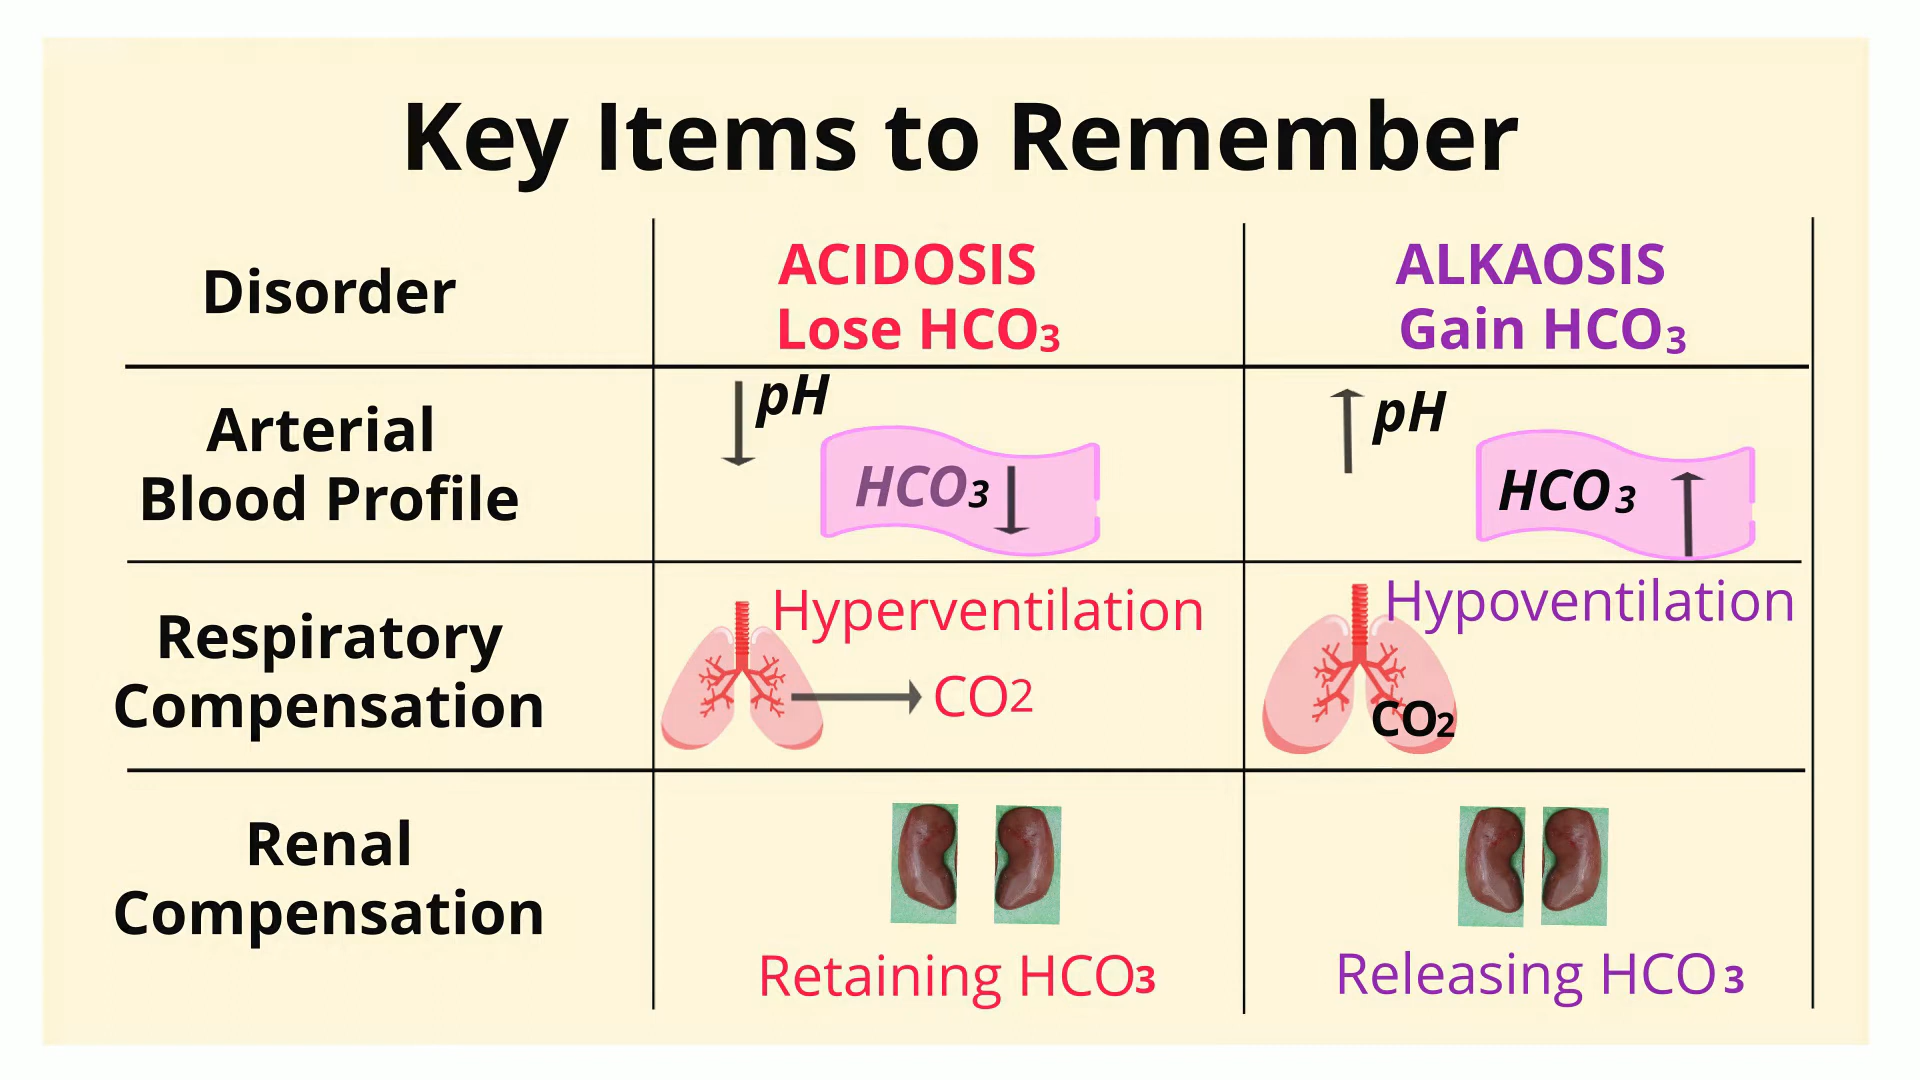 Key Items to Remember
Disorder
ACIDOSIS
Lose HCO3
ALKAOSIS
Gain HCO3
Arterial
Blood Profile
pH
HCO3
pH
HCO3
Respiratory
Compensation
Hyperventilation
CO2
Hypoventilation
CO2
Renal
Compensation
Retaining HCO3
Releasing HCO3